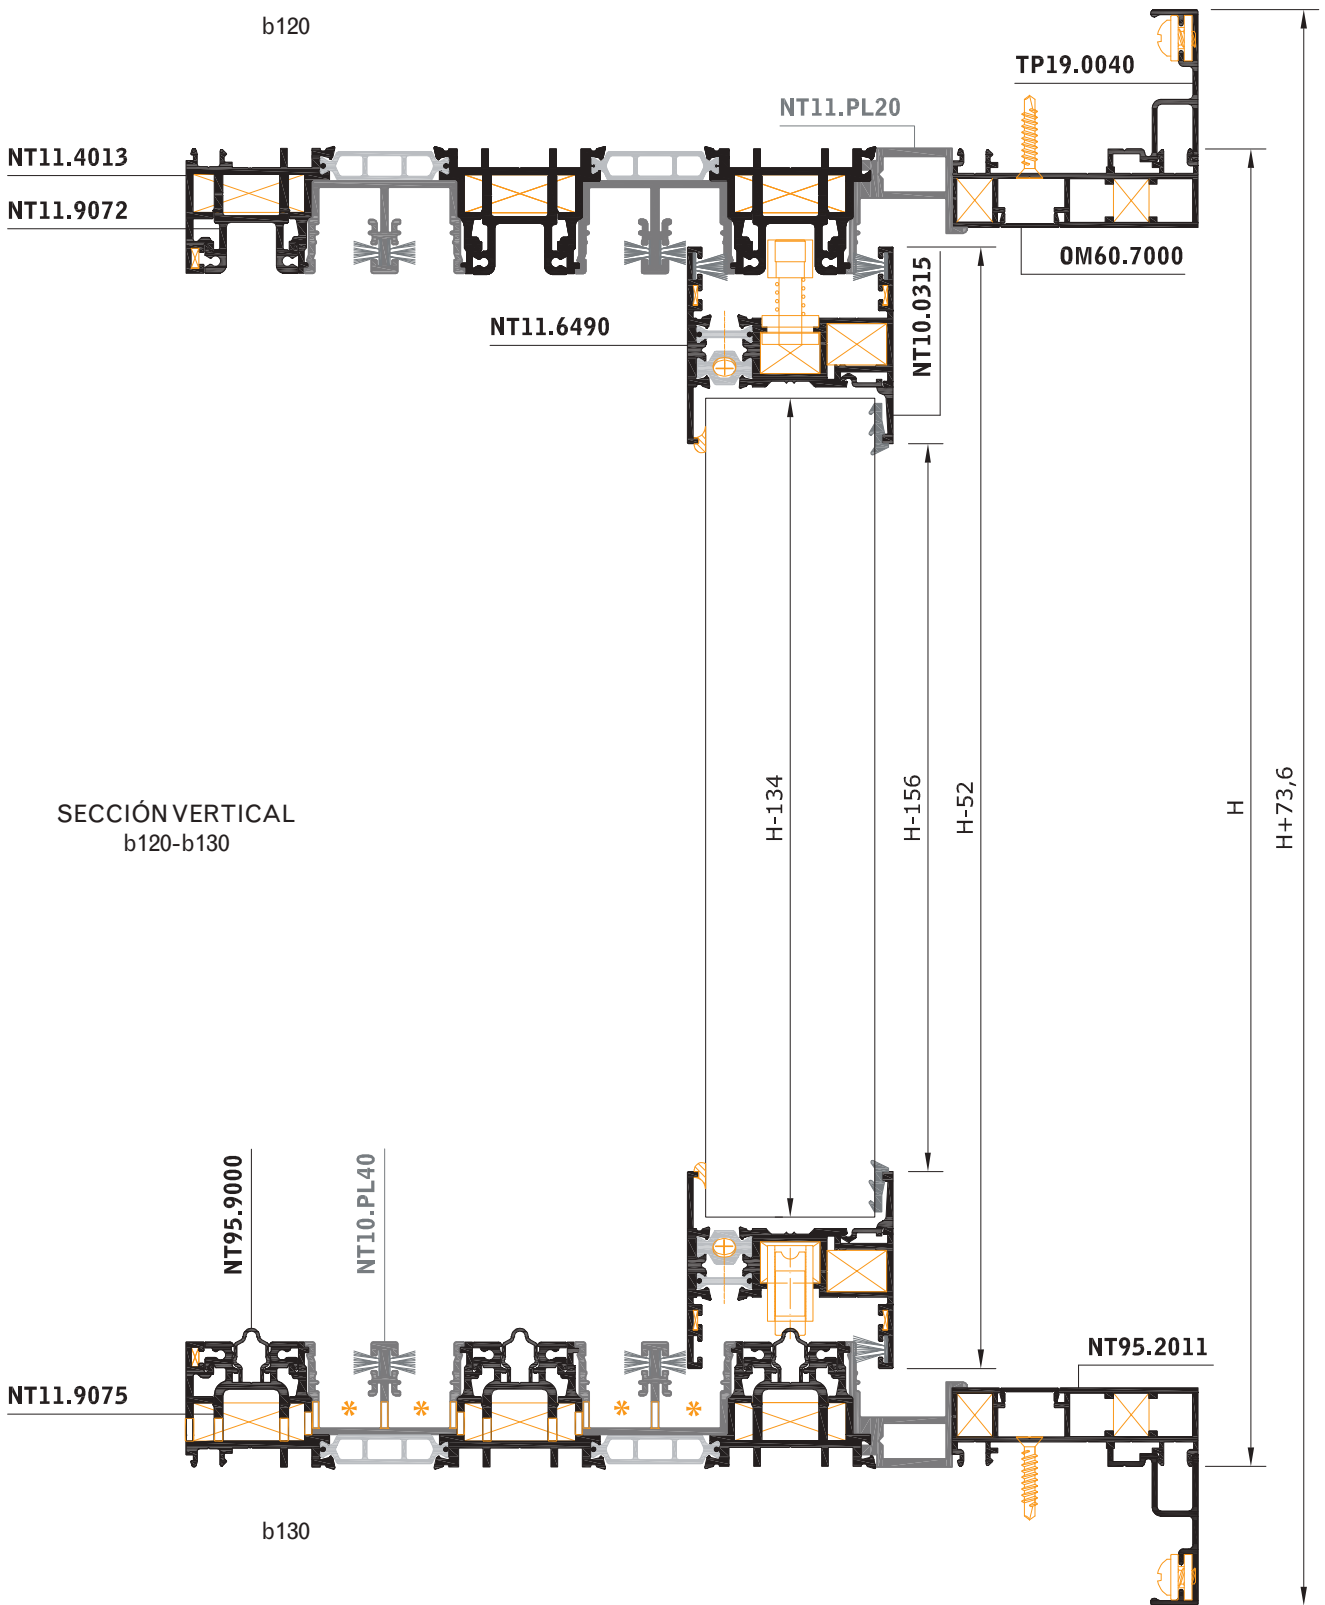 b120
TP19.0040
NT11.PL20
NT11.4013
NT11.9072
0M60.7000
NT10.0315
NT11.6490
H-134
H-156
H-52
H
H+73,6
SECCIÓN VERTICAL
b120-b130
NT95.9000
NT10.PL40
NT95.2011
NT11.9075
* * * *
b130